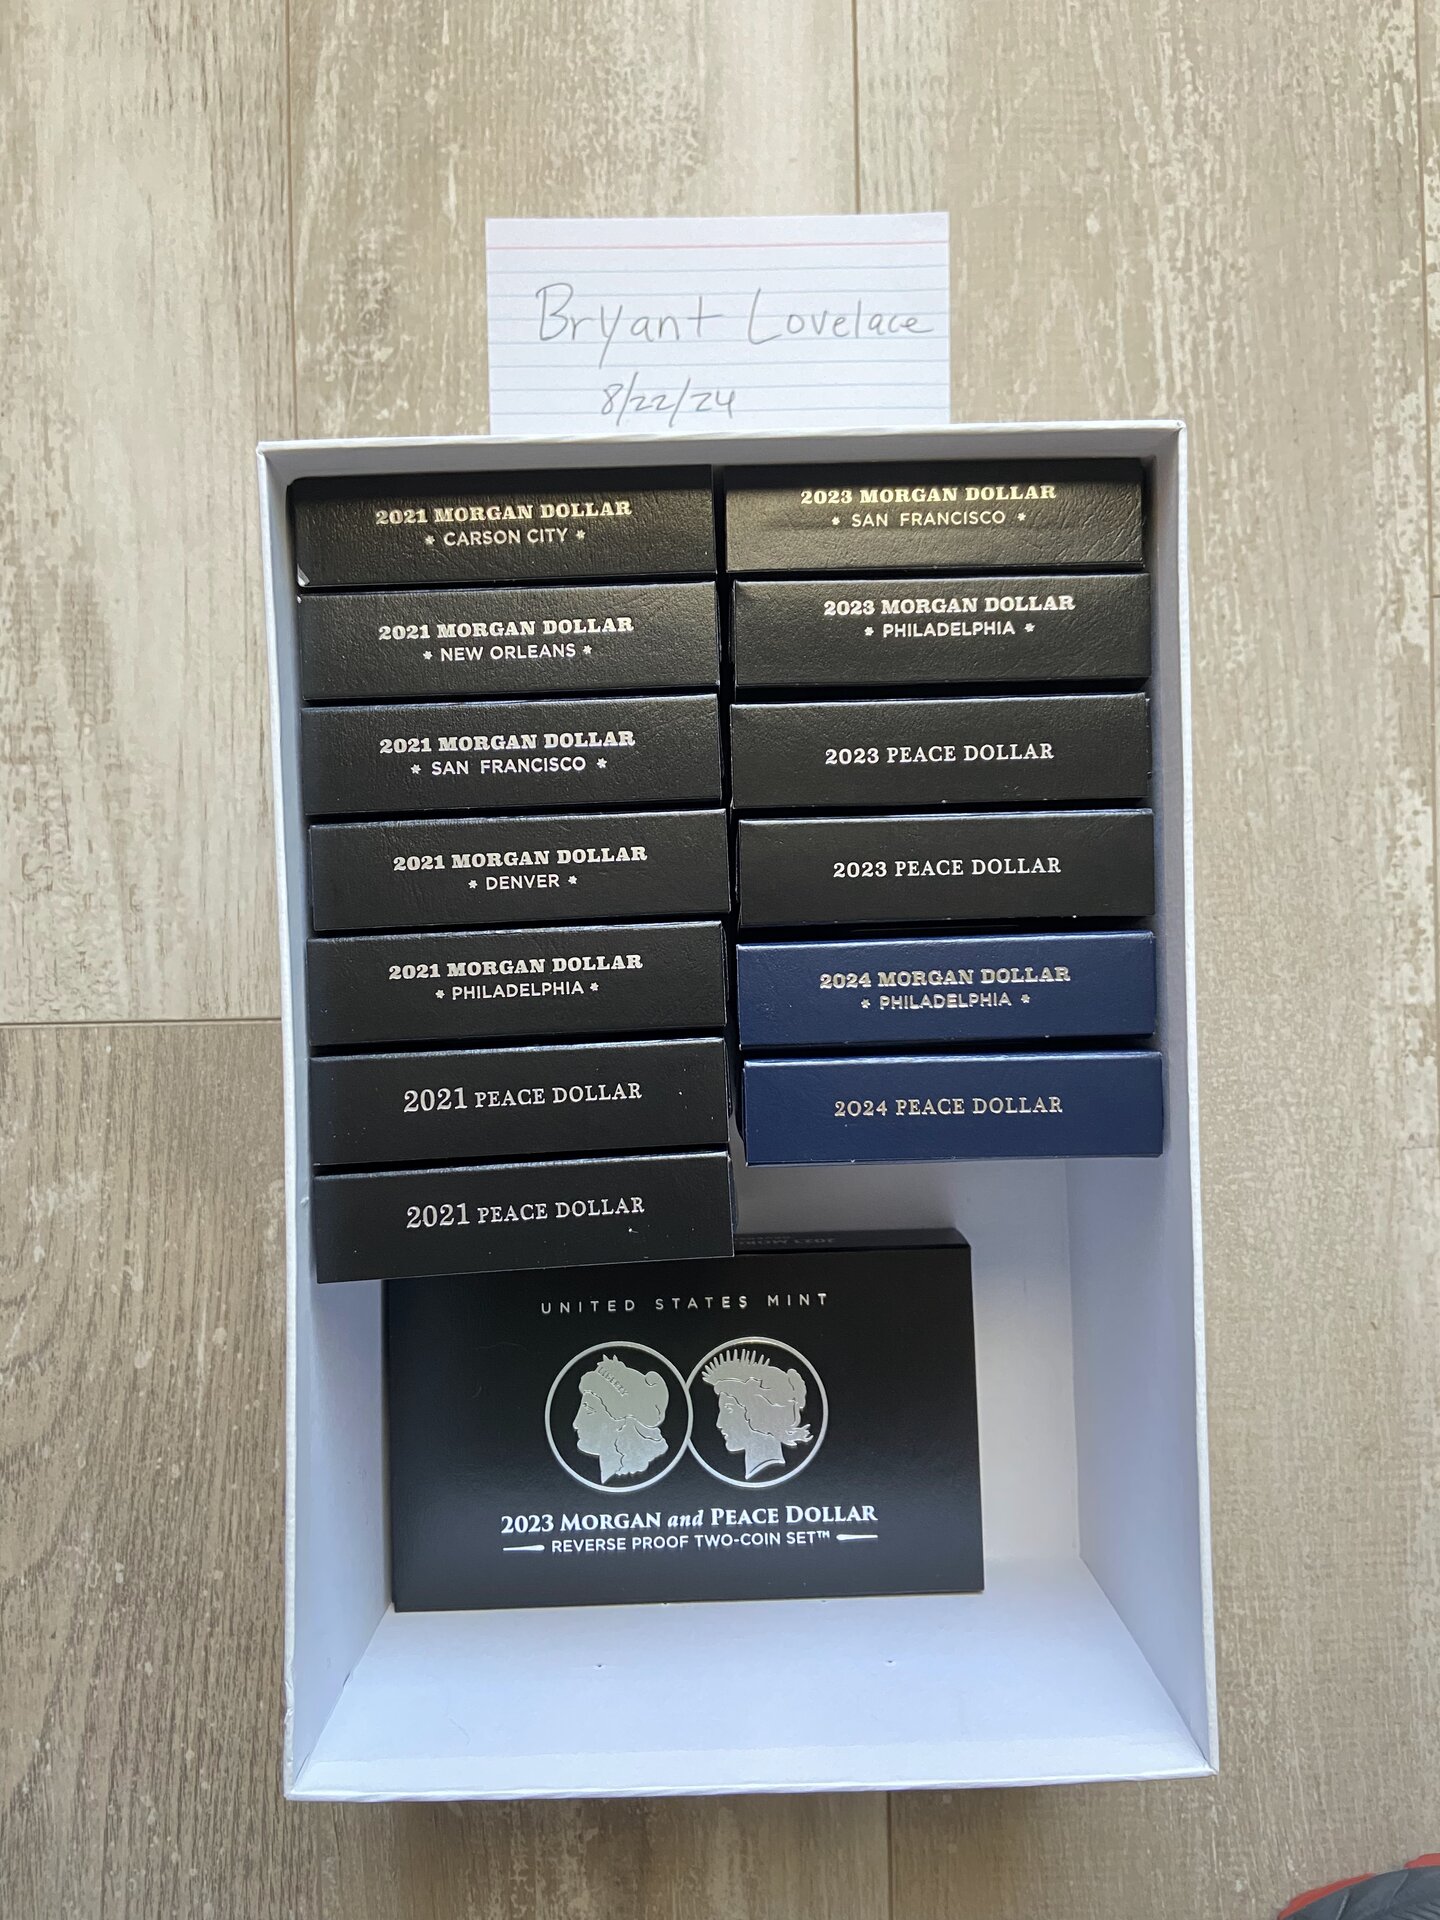 Bryant Lovelace
8/22/24
2021 MORGAN DOLLAR
* CARSON CITY *
2021 MORGAN DOLLAR
* NEW ORLEANS *
2021 MORGAN DOLLAR
* SAN FRANCISCO *
2021 MORGAN DOLLAR
* DENVER *
2021 MORGAN DOLLAR
* PHILADELPHIA *
2021 PEACE DOLLAR
2021 PEACE DOLLAR
2023 MORGAN DOLLAR
* SAN FRANCISCO *
2023 MORGAN DOLLAR
* PHILADELPHIA *
2023 PEACE DOLLAR
2023 PEACE DOLLAR
2024 MORGAN DOLLAR
* PHILADELPHIA *
2024 PEACE DOLLAR
UNITED STATES MINT
LIBERTY
2023 MORGAN and PEACE DOLLAR
REVERSE PROOF TWO-COIN SET™